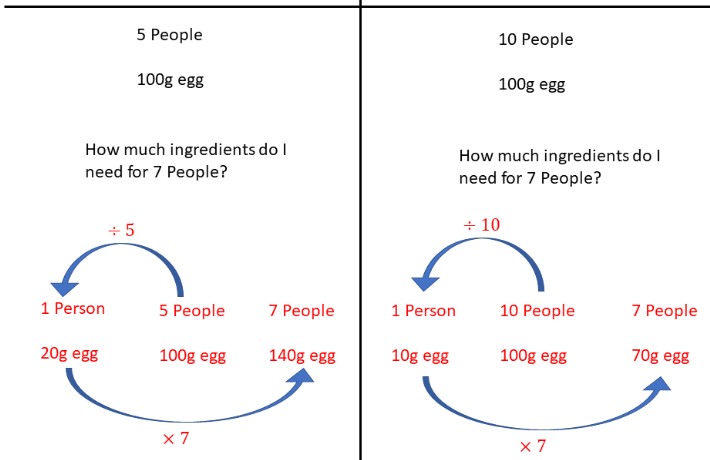 5 People
100g egg
How much ingredients do I
need for 7 People?
÷ 5
1 Person
5 People
7 People
20g egg
100g egg
140g egg
× 7
10 People
100g egg
How much ingredients do I
need for 7 People?
÷ 10
1 Person
10 People
7 People
10g egg
100g egg
70g egg
× 7